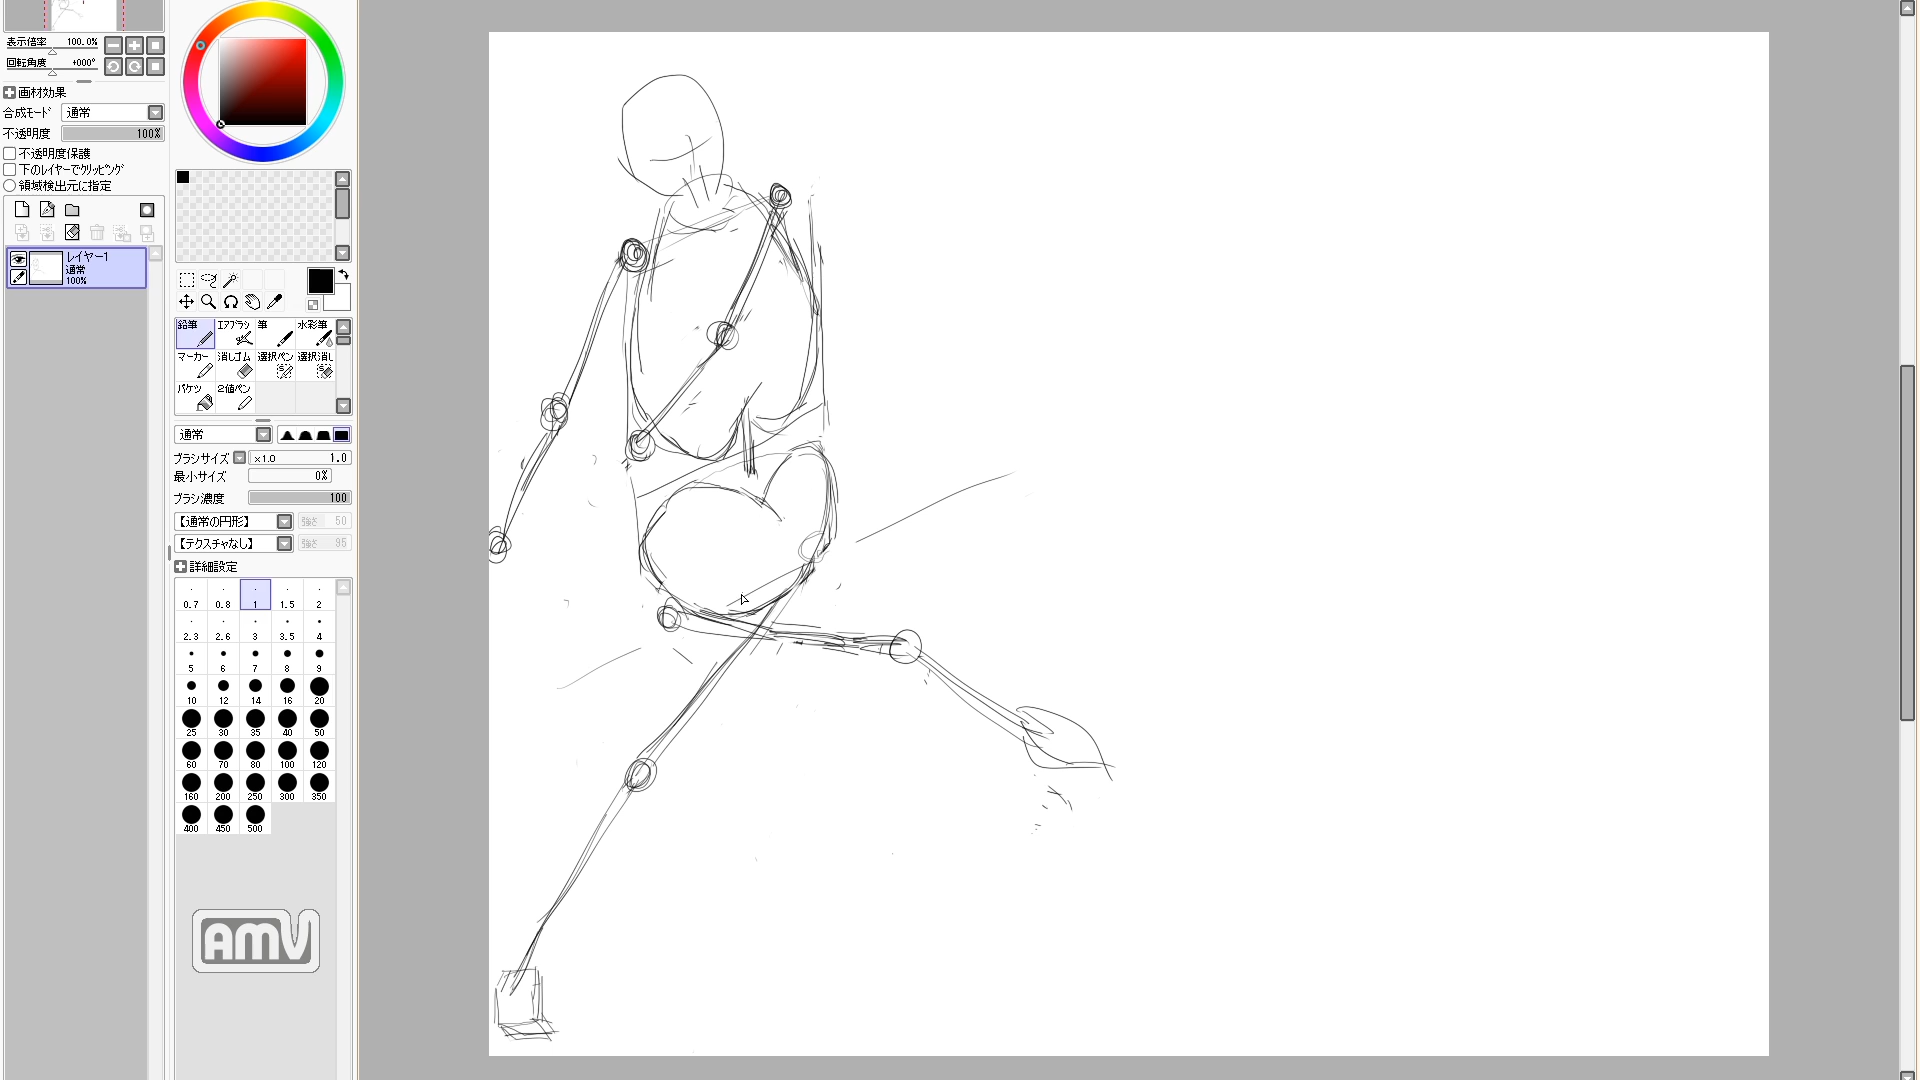 表示倍率 100.0%
回転角度 +000°
画材効果
合成モード 通常
不透明度 100%
不透明度保護
下のレイヤーでクリッピング
領域検出元に指定
レイヤー1
通常
100%
鉛筆 エアブラシ 筆 水彩筆
マーカー 消しゴム 選択ペン 選択消し
バケツ 2値ペン
通常
ブラシサイズ ×1.0 1.0
最小サイズ 0%
ブラシ濃度 100
【通常の円形】 強さ 50
【テクスチャなし】 強さ 95
詳細設定
0.7 0.8 1 1.5 2
2.3 2.6 3 3.5 4
5 6 7 8 9
10 12 14 16 20
25 30 35 40 50
60 70 80 100 120
160 200 250 300 350
400 450 500
AMV